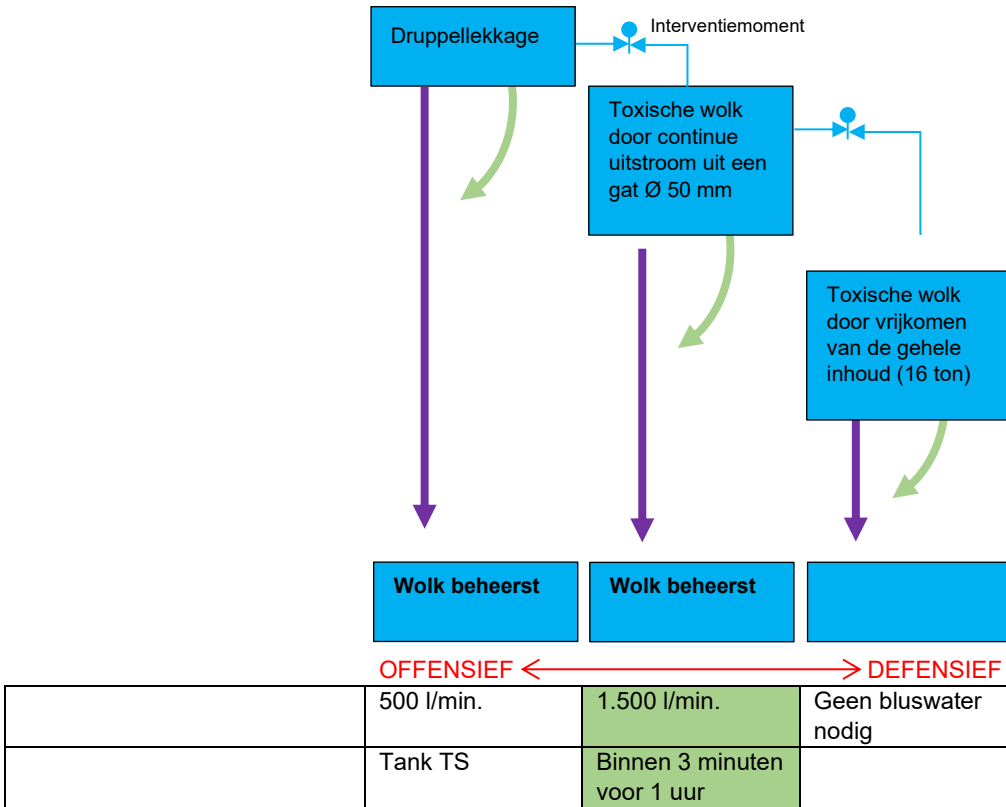 Druppellekkage
Interventiemoment
Toxische wolk
door continue
uitstroom uit een
gat Ø 50 mm
Toxische wolk
door vrijkomen
van de gehele
inhoud (16 ton)
Wolk beheerst
Wolk beheerst
OFFENSIEF
DEFENSIEF
500 l/min.
1.500 l/min.
Geen bluswater
nodig
Tank TS
Binnen 3 minuten
voor 1 uur